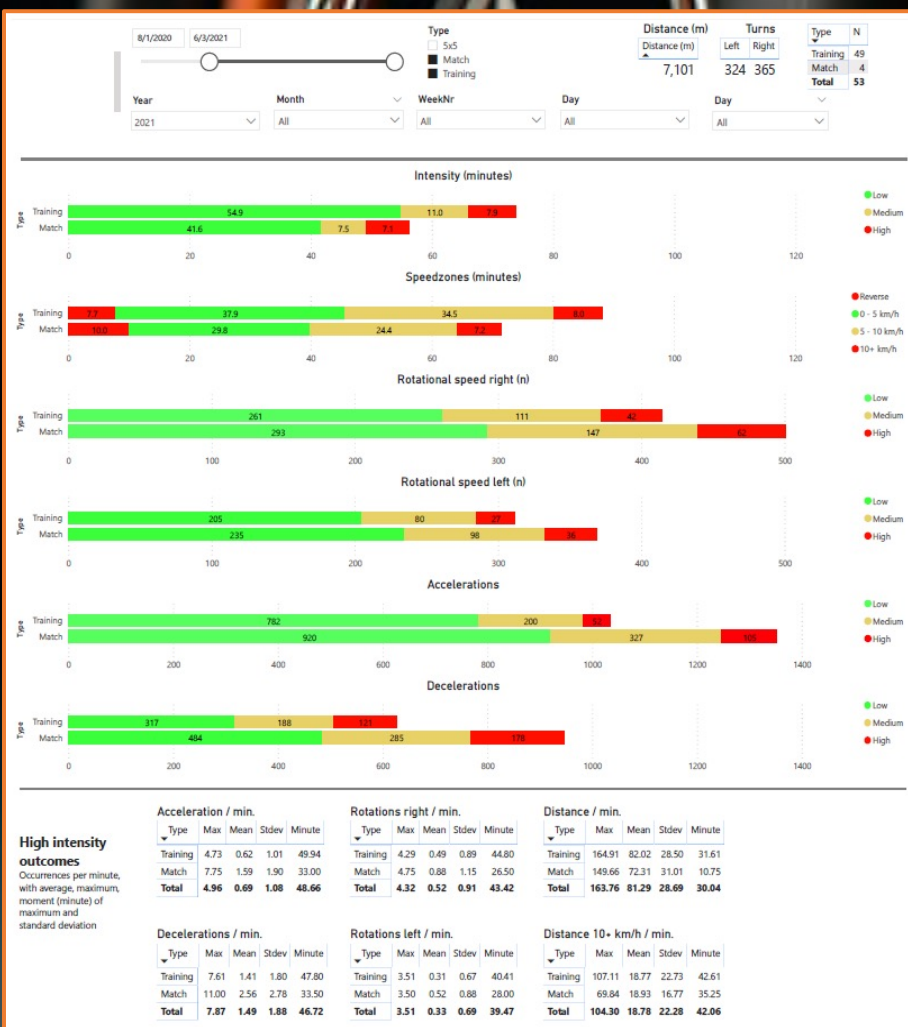 8/1/2020 6/3/2021
Type
5x5
Match
Training
Distance (m)
Distance (m)
7,101
Turns
Left Right
324 365
Type N
Training 49
Match 4
Total 53
Year Month WeekNr Day Day
2021 All All All All
Intensity (minutes)
Type
Training 54.9 11.0 7.9
Match 41.6 7.5 7.1
0 20 40 60 80 100 120
Low
Medium
High
Speedzones (minutes)
Type
Training 7.7 37.9 34.5 8.0
Match 10.0 29.8 24.4 7.2
0 20 40 60 80 100 120
Reverse
0 - 5 km/h
5 - 10 km/h
10+ km/h
Rotational speed right (n)
Type
Training 261 111 42
Match 293 147 62
0 100 200 300 400 500
Low
Medium
High
Rotational speed left (n)
Type
Training 205 80 27
Match 235 98 36
0 100 200 300 400 500
Low
Medium
High
Accelerations
Type
Training 782 200 52
Match 920 327 105
0 200 400 600 800 1000 1200 1400
Low
Medium
High
Decelerations
Type
Training 317 188 121
Match 484 285 178
0 200 400 600 800 1000 1200 1400
Low
Medium
High
High intensity
outcomes
Occurrences per minute,
with average, maximum,
moment (minute) of
maximum and
standard deviation
Acceleration / min.
Type Max Mean Stdev Minute
Training 4.73 0.62 1.01 49.94
Match 7.75 1.59 1.90 33.00
Total 4.96 0.69 1.08 48.66
Rotations right / min.
Type Max Mean Stdev Minute
Training 4.29 0.49 0.89 44.80
Match 4.75 0.88 1.15 26.50
Total 4.32 0.52 0.91 43.42
Distance / min.
Type Max Mean Stdev Minute
Training 164.91 82.02 28.50 31.61
Match 149.66 72.31 31.01 10.75
Total 163.76 81.29 28.69 30.04
Decelerations / min.
Type Max Mean Stdev Minute
Training 7.61 1.41 1.80 47.80
Match 11.00 2.56 2.78 33.50
Total 7.87 1.49 1.88 46.72
Rotations left / min.
Type Max Mean Stdev Minute
Training 3.51 0.31 0.67 40.41
Match 3.50 0.52 0.88 28.00
Total 3.51 0.33 0.69 39.47
Distance 10+ km/h / min.
Type Max Mean Stdev Minute
Training 107.11 18.77 22.73 42.61
Match 69.84 18.93 16.77 35.25
Total 104.30 18.78 22.28 42.06